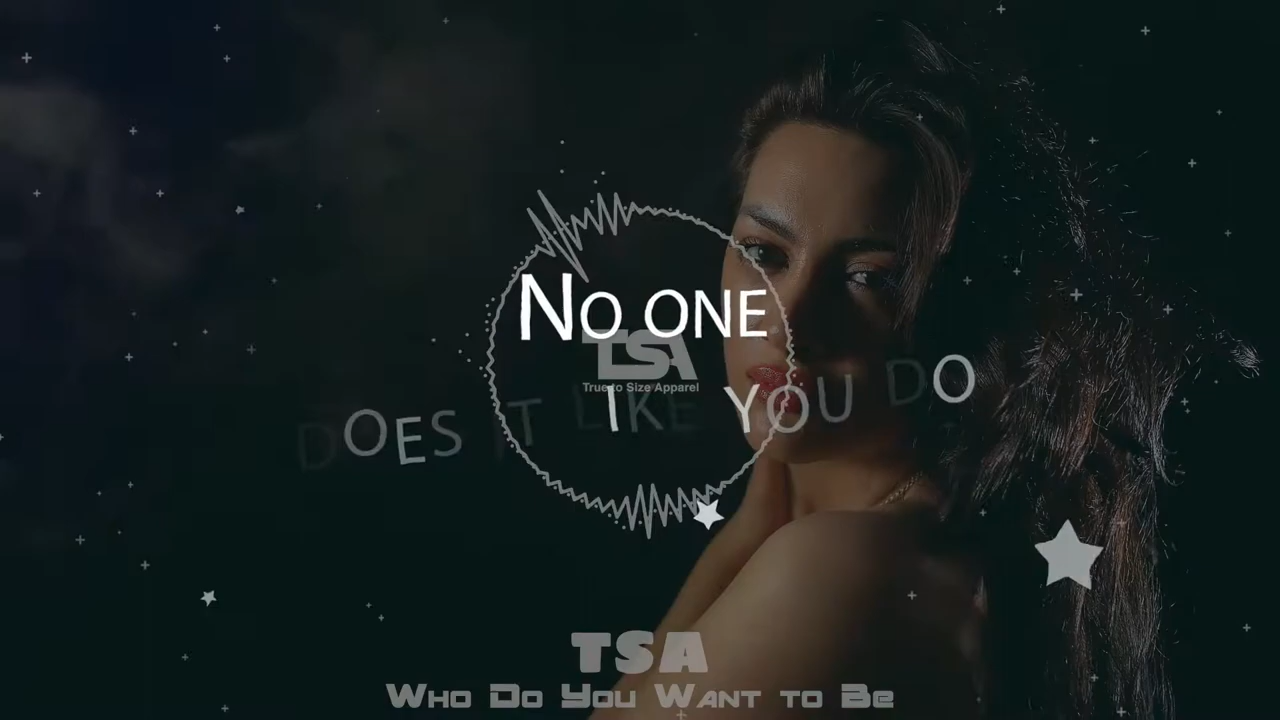 No one
TSA
True to Size Apparel
Does it like you do
TSA
Who Do You Want to Be